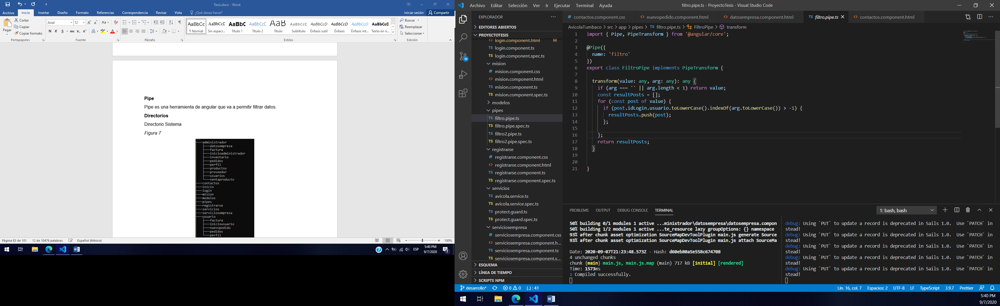 Tesis.docx - Word
Archivo Inicio Insertar Diseño Formato Referencias Correspondencia Revisar Vista ¿Qué desea hacer? Iniciar sesión Compartir
Pegar
Cortar
Copiar
Copiar formato
Portapapeles
Arial 12
Aa
N K S abc x₂ x²
Fuente
Párrafo
AaBbCc AaBbCcD AaBbC AaBbCcC AaB AaBbCcC AaBbCcD AaBbCcD AaBbCcD AaBbCcD
¶ Normal Sin espaci... Título 1 Título 2 Título Subtítulo Énfasis sutil Énfasis Énfasis int... Texto en n...
Estilos
Buscar
Reemplazar
Seleccionar
Edición
Pipe
Pipe es una herramienta de angular que va a permitir filtrar datos.
Directorios
Directorio Sistema
Figura 7
administrador
datosempresa
factura
inicioadministrador
inventario
pedidos
perfil
productos
proveedor
usuarios
ventaproducto
contactos
inicio
login
mision
modelos
pipes
registrarse
servicios
serviciosempresa
usuario
factura
iniciousuario
nuevopedido
pedidos
perfil
Página 83 de 101 12 de 10476 palabras Español (México) 100%
ESP 5:40 PM
9/7/2020 2
Archivo Editar Selección Ver Ir Ejecutar Terminal Ayuda filtro.pipe.ts - ProyectoTesis - Visual Studio Code
EXPLORADOR
EDITORES ABIERTOS
PROYECTOTESIS
login.component.html M
login.component.ts
login.component.spec.ts
mision
mision.component.css
mision.component.html
mision.component.ts
mision.component.spec.ts
modelos
pipes
filtro.pipe.ts
filtro.pipe.spec.ts
filtro2.pipe.ts
filtro2.pipe.spec.ts
registrarse
registrarse.component.css
registrarse.component.html
registrarse.component.ts
registrarse.component.spec.ts
servicios
avicola.service.ts
avicola.service.spec.ts
protect.guard.ts
protect.guard.spec.ts
serviciosempresa
serviciosempresa.component.css
serviciosempresa.component.h...
serviciosempresa.component.ts
serviciosempresa.component.s...
ESQUEMA
LÍNEA DE TIEMPO
SCRIPTS NPM
10
# contactos.component.css <> nuevopedido.component.html <> datosempresa.component.html TS filtro.pipe.ts <> contactos.component.html
AvicolaTumbaco > src > app > pipes > TS filtro.pipe.ts > FiltroPipe > transform
1 import { Pipe, PipeTransform } from '@angular/core';
2
3 @Pipe({
4 name: 'filtro'
5 })
6 export class FiltroPipe implements PipeTransform {
7
8 transform(value: any, arg: any): any {
9 if (arg === '' || arg.length < 1) return value;
10 const resultPosts = [];
11 for (const post of value) {
12 if (post.idLogin.usuario.toLowerCase().indexOf(arg.toLowerCase()) > -1) {
13 resultPosts.push(post);
14 };
15
16 };
17 return resultPosts;
18 }
19
20
21 }
PROBLEMS OUTPUT DEBUG CONSOLE TERMINAL 1: bash, bash
50% building 0/1 modules 1 active ...ministrador\datosempresa\datosempresa.compon
50% building 1/2 modules 1 active ...te_resource lazy groupOptions: {} namespace
93% after chunk asset optimization SourceMapDevToolPlugin main.js generate Source
93% after chunk asset optimization SourceMapDevToolPlugin main.js attach SourceMa
Date: 2020-09-07T21:23:48.573Z - Hash: d60eb80a5e558c674708
4 unchanged chunks
chunk {main} main.js, main.js.map (main) 717 kB [initial] [rendered]
Time: 1573ms
: Compiled successfully.
debug: Using `PUT` to update a record is deprecated in Sails 1.0. Use `PATCH` in
stead!
debug: Using `PUT` to update a record is deprecated in Sails 1.0. Use `PATCH` in
stead!
debug: Using `PUT` to update a record is deprecated in Sails 1.0. Use `PATCH` in
stead!
debug: Using `PUT` to update a record is deprecated in Sails 1.0. Use `PATCH` in
stead!
debug: Using `PUT` to update a record is deprecated in Sails 1.0. Use `PATCH` in
stead!
desarrollo* 0 0 {..} : 41 Lín. 16, col. 7 Espacios: 2 UTF-8 LF TypeScript 3.9.7 Prettier
5:40 PM
9/7/2020